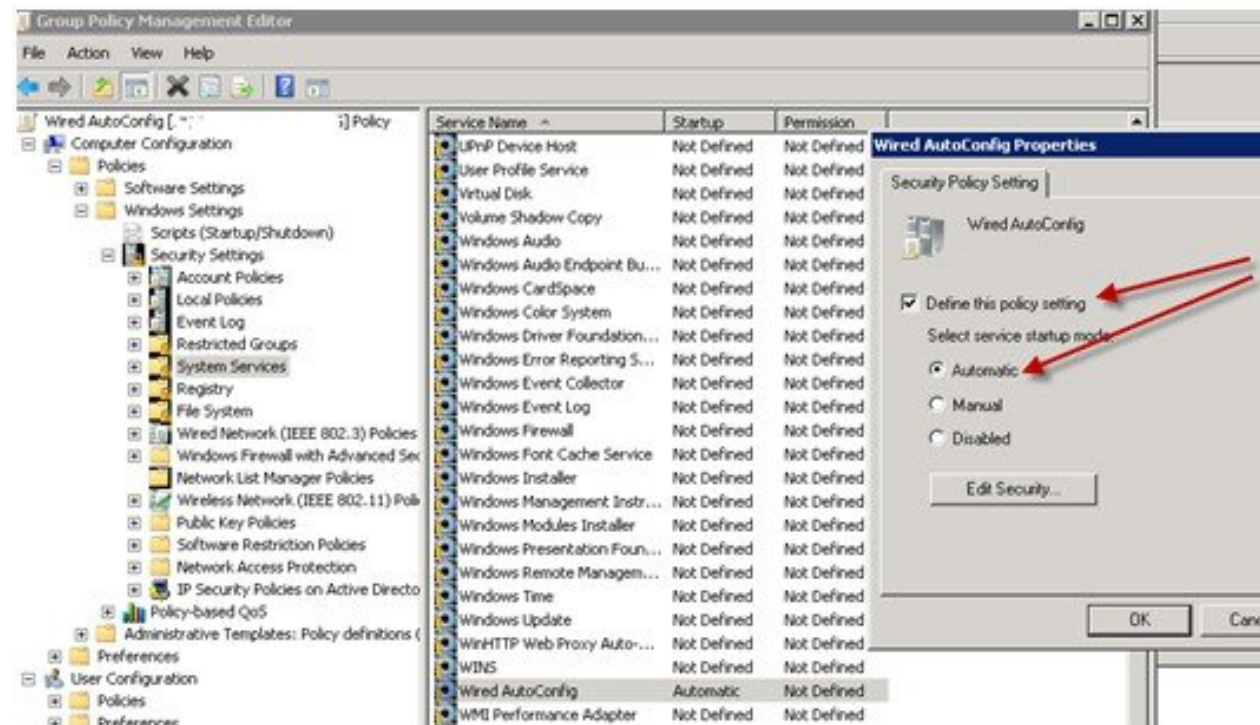 Group Policy Management Editor
File Action View Help
Wired AutoConfig [. Policy
Computer Configuration
Policies
Software Settings
Windows Settings
Scripts (Startup/Shutdown)
Security Settings
Account Policies
Local Policies
Event Log
Restricted Groups
System Services
Registry
File System
Wired Network (IEEE 802.3) Policies
Windows Firewall with Advanced Sec
Network List Manager Policies
Wireless Network (IEEE 802.11) Poli
Public Key Policies
Software Restriction Policies
Network Access Protection
IP Security Policies on Active Directo
Policy-based QoS
Administrative Templates: Policy definitions (
Preferences
User Configuration
Policies
Preferences
Service Name Startup Permission
UPnP Device Host Not Defined Not Defined
User Profile Service Not Defined Not Defined
Virtual Disk Not Defined Not Defined
Volume Shadow Copy Not Defined Not Defined
Windows Audio Not Defined Not Defined
Windows Audio Endpoint Bu... Not Defined Not Defined
Windows CardSpace Not Defined Not Defined
Windows Color System Not Defined Not Defined
Windows Driver Foundation... Not Defined Not Defined
Windows Error Reporting S... Not Defined Not Defined
Windows Event Collector Not Defined Not Defined
Windows Event Log Not Defined Not Defined
Windows Firewall Not Defined Not Defined
Windows Font Cache Service Not Defined Not Defined
Windows Installer Not Defined Not Defined
Windows Management Instr... Not Defined Not Defined
Windows Modules Installer Not Defined Not Defined
Windows Presentation Foun... Not Defined Not Defined
Windows Remote Managem... Not Defined Not Defined
Windows Time Not Defined Not Defined
Windows Update Not Defined Not Defined
WinHTTP Web Proxy Auto-... Not Defined Not Defined
WINS Not Defined Not Defined
Wired AutoConfig Automatic Not Defined
WMI Performance Adapter Not Defined Not Defined
Wired AutoConfig Properties
Security Policy Setting
Wired AutoConfig
Define this policy setting
Select service startup mode:
Automatic
Manual
Disabled
Edit Security...
OK Canc